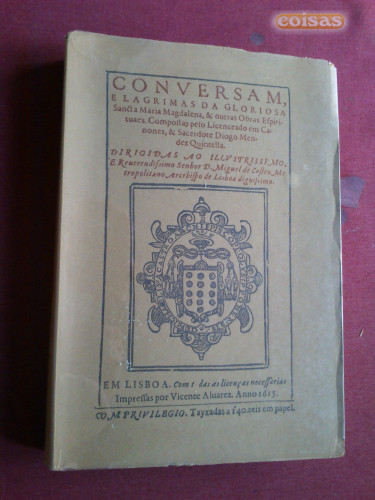 coisas
CONVERSAM,
E LAGRIMAS DA GLORIOSA
Sancta Maria Magdalena, & outras Obras Espiri-
tuaes. Compostas pelo Licenceado em Ca-
nones, & Sacerdote Diogo Men-
dez Quintella.
DIRIGIDAS AO ILLVSTRISSIMO,
E Reuerendissimo Senhor D. Miguel de Castro, Me-
tropolitano Arcebispo de Lisboa dignissimo.
EM LISBOA. Com as licenças necessarias
Impressas por Vicente Aluarez. Anno 1615.
COM PRIVILEGIO. Tayxadas a 140. reis em papel.